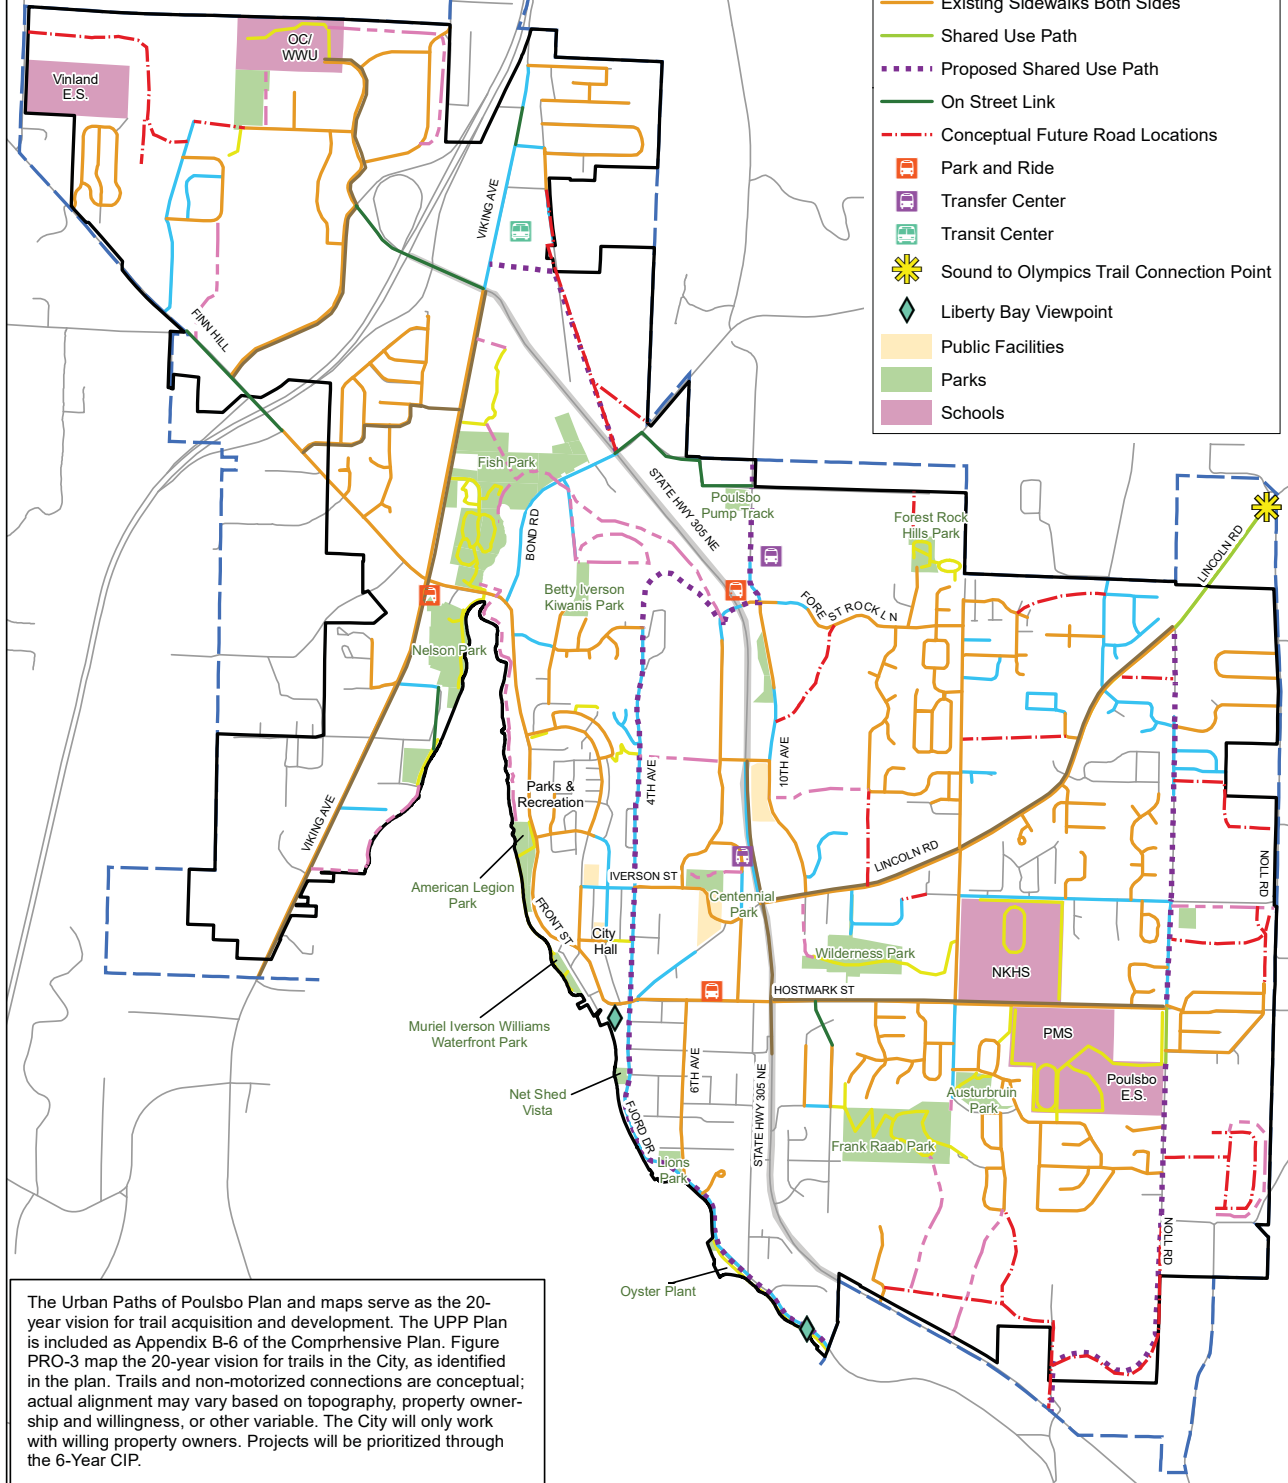 Existing Sidewalks Both Sides
Shared Use Path
Proposed Shared Use Path
On Street Link
Conceptual Future Road Locations
Park and Ride
Transfer Center
Transit Center
Sound to Olympics Trail Connection Point
Liberty Bay Viewpoint
Public Facilities
Parks
Schools
OC/
WWU
Vinland
E.S.
VIKING AVE
FINN HILL
Fish Park
STATE HWY 305 NE
Poulsbo
Pump Track
Forest Rock
Hills Park
LINCOLN RD
BOND RD
Betty Iverson
Kiwanis Park
FOREST ROCK LN
Nelson Park
4TH AVE
10TH AVE
Parks &
Recreation
VIKING AVE
LINCOLN RD
NOLL RD
IVERSON ST
American Legion
Park
Centennial
Park
FRONT ST
City
Hall
Wilderness Park
NKHS
HOSTMARK ST
Muriel Iverson Williams
Waterfront Park
PMS
6TH AVE
STATE HWY 305 NE
Poulsbo
E.S.
Net Shed
Vista
Austurbruin
Park
FJORD DR
Frank Raab Park
Lions
Park
NOLL RD
Oyster Plant
The Urban Paths of Poulsbo Plan and maps serve as the 20-
year vision for trail acquisition and development. The UPP Plan
is included as Appendix B-6 of the Comprhensive Plan. Figure
PRO-3 map the 20-year vision for trails in the City, as identified
in the plan. Trails and non-motorized connections are conceptual;
actual alignment may vary based on topography, property owner-
ship and willingness, or other variable. The City will only work
with willing property owners. Projects will be prioritized through
the 6-Year CIP.